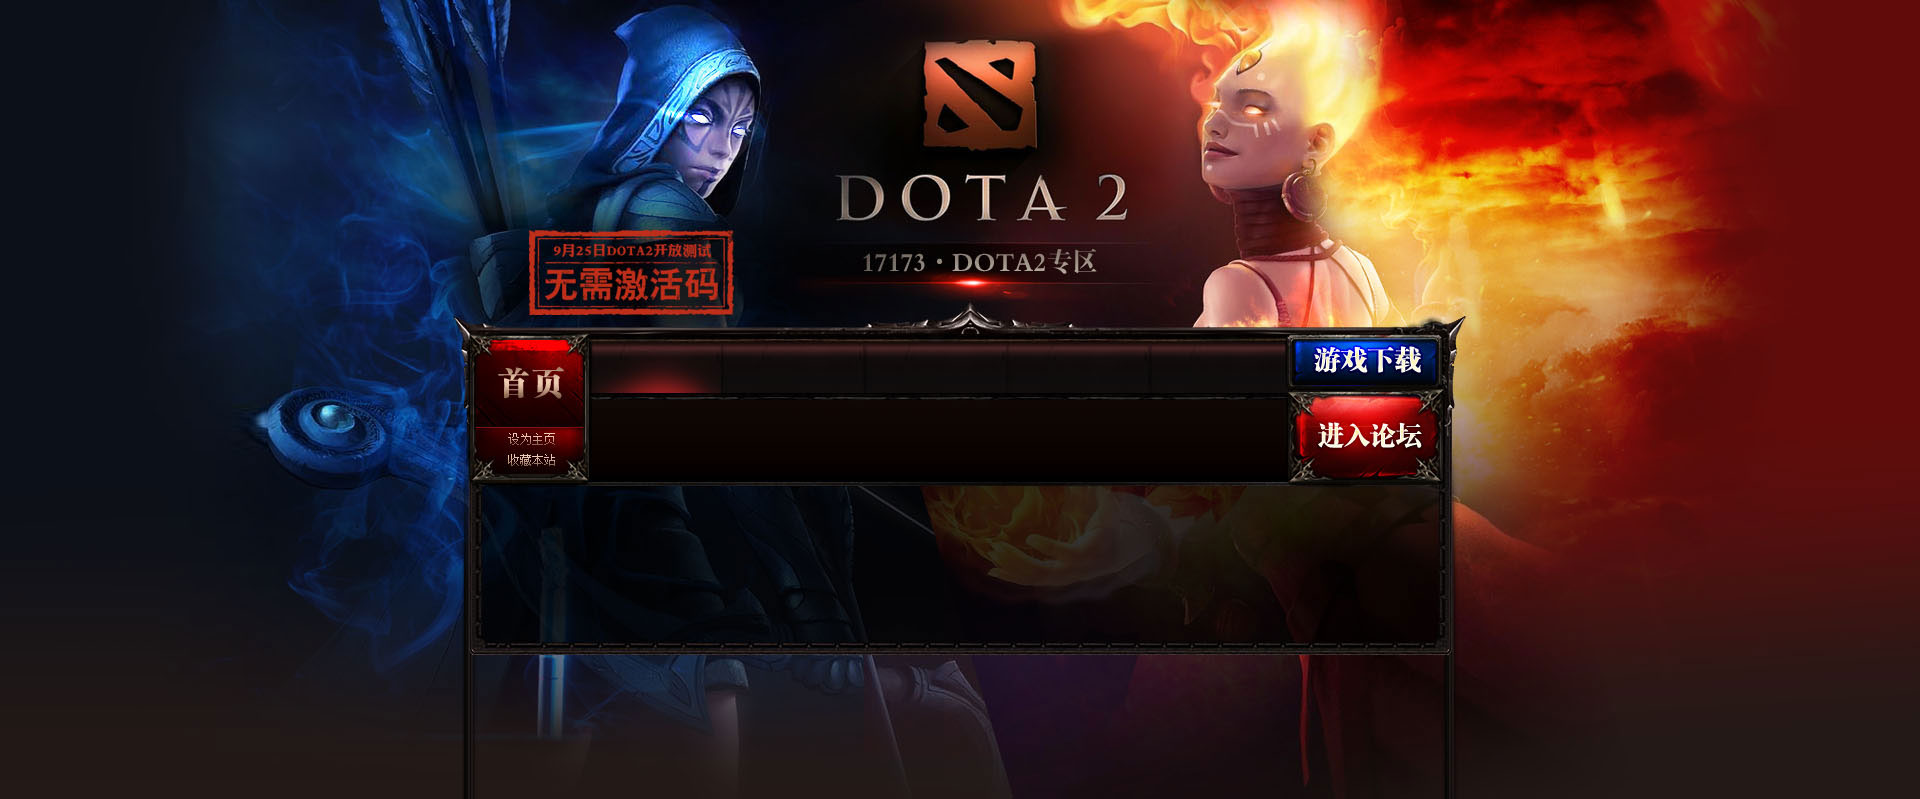 DOTA 2
17173·DOTA2专区
9月25日DOTA2开放测试
无需激活码
首页
设为主页
收藏本站
游戏下载
进入论坛